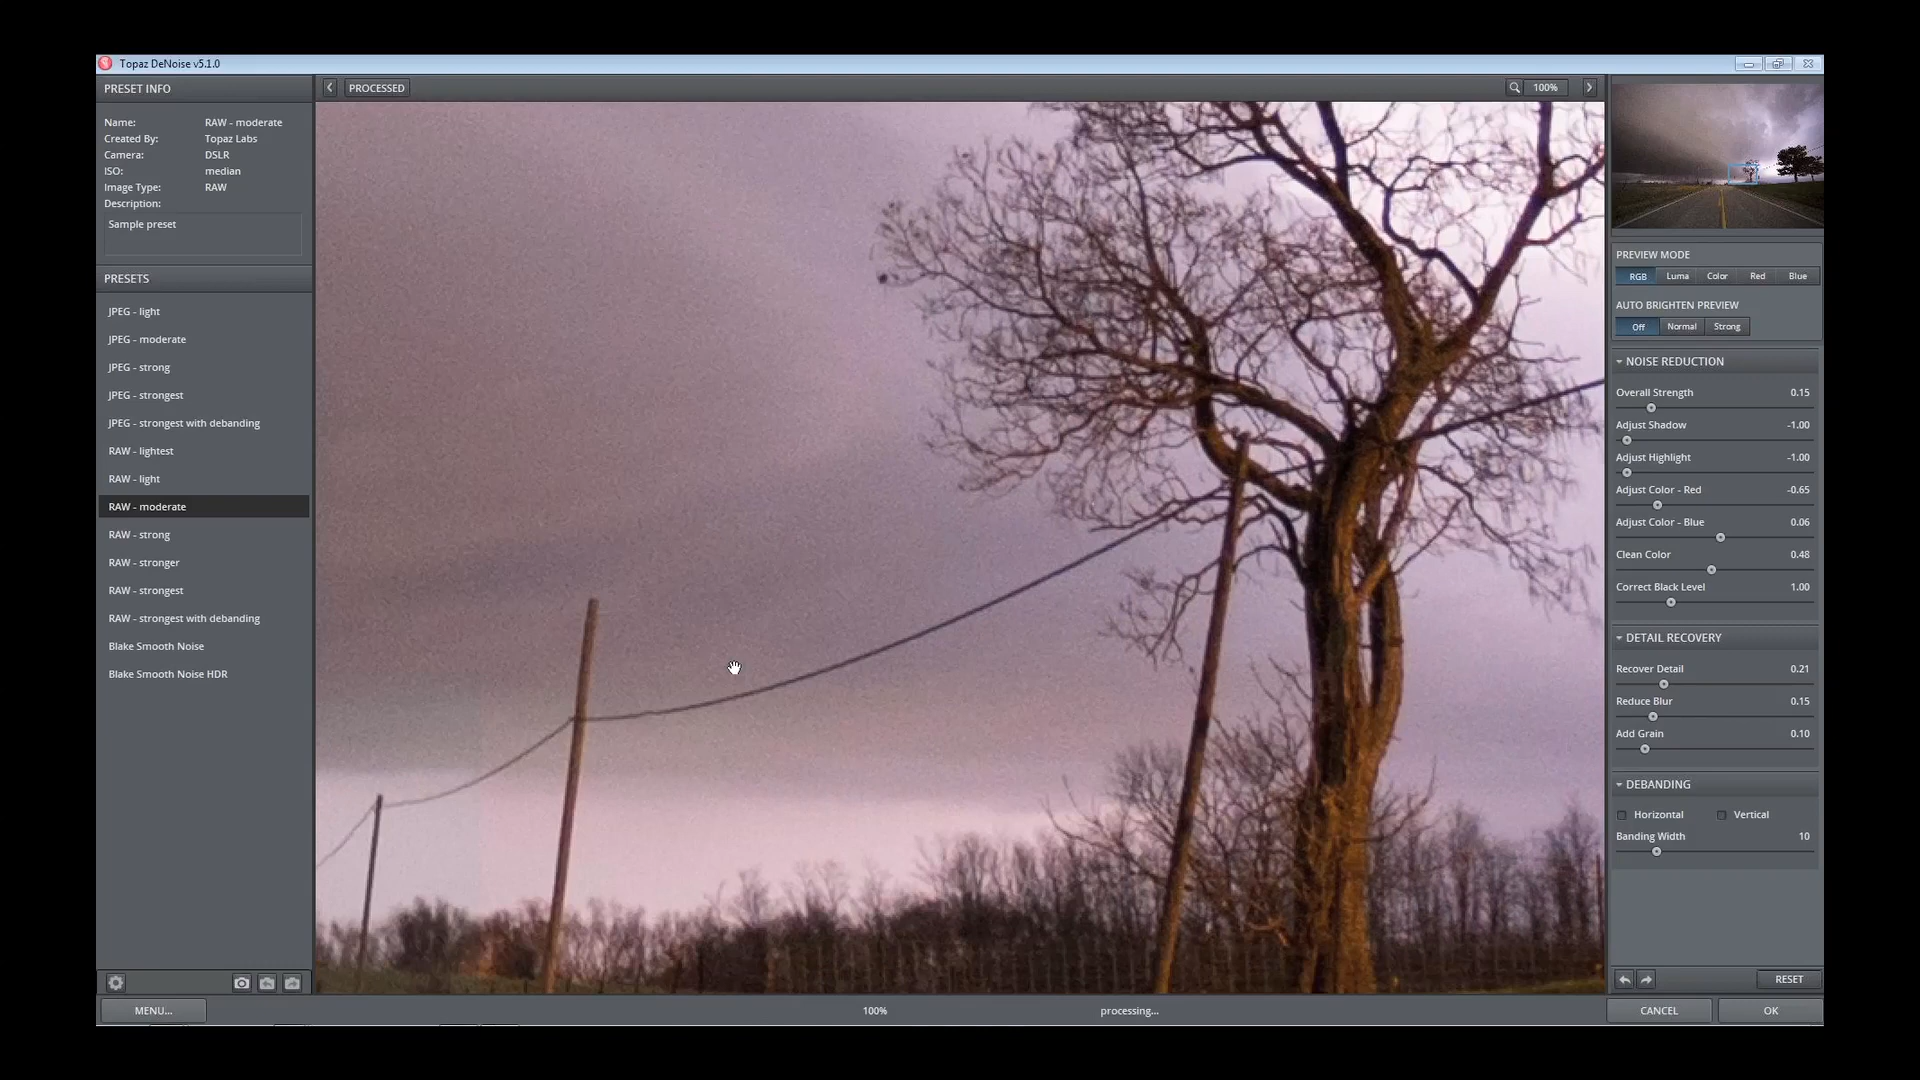 Topaz DeNoise v5.1.0
PRESET INFO
Name: RAW - moderate
Created By: Topaz Labs
Camera: DSLR
ISO: median
Image Type: RAW
Description:
Sample preset
PRESETS
JPEG - light
JPEG - moderate
JPEG - strong
JPEG - strongest
JPEG - strongest with debanding
RAW - lightest
RAW - light
RAW - moderate
RAW - strong
RAW - stronger
RAW - strongest
RAW - strongest with debanding
Blake Smooth Noise
Blake Smooth Noise HDR
MENU...
PROCESSED
100%
100%
processing...
PREVIEW MODE
RGB Luma Color Red Blue
AUTO BRIGHTEN PREVIEW
Off Normal Strong
NOISE REDUCTION
Overall Strength 0.15
Adjust Shadow -1.00
Adjust Highlight -1.00
Adjust Color - Red -0.65
Adjust Color - Blue 0.06
Clean Color 0.48
Correct Black Level 1.00
DETAIL RECOVERY
Recover Detail 0.21
Reduce Blur 0.15
Add Grain 0.10
DEBANDING
Horizontal Vertical
Banding Width 10
RESET
CANCEL OK